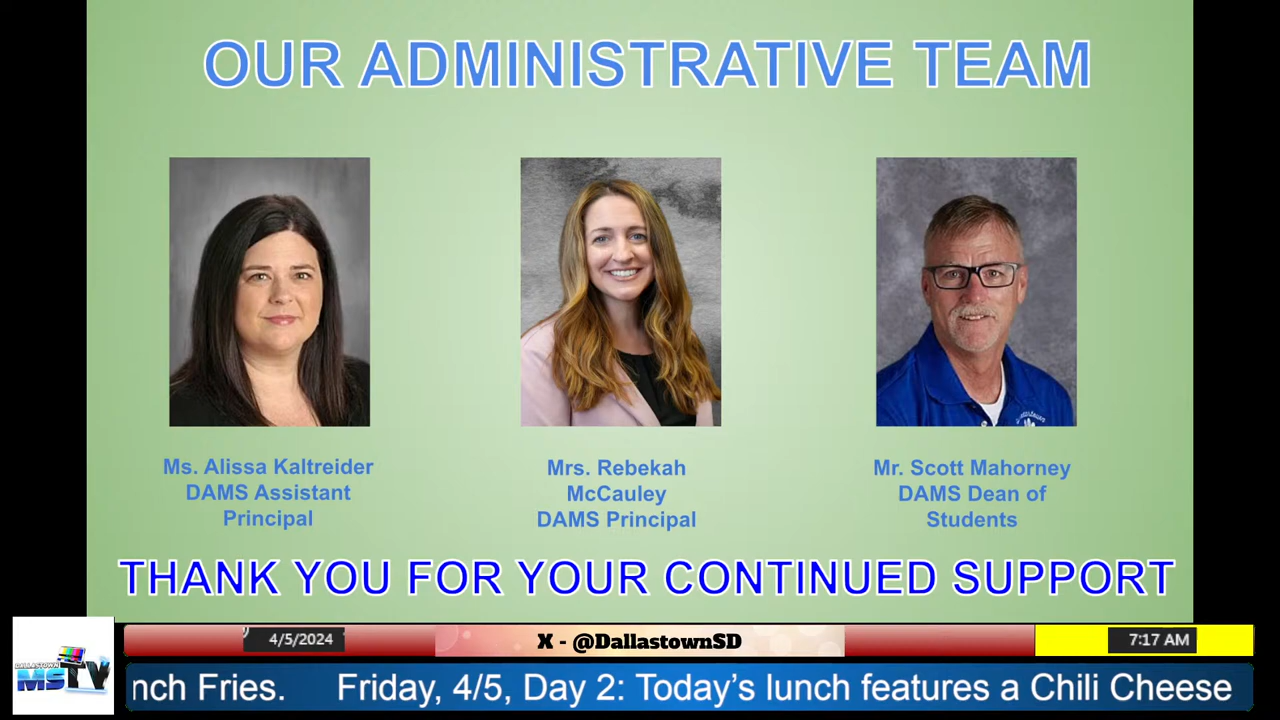 OUR ADMINISTRATIVE TEAM
Ms. Alissa Kaltreider
DAMS Assistant
Principal
Mrs. Rebekah
McCauley
DAMS Principal
Mr. Scott Mahorney
DAMS Dean of
Students
THANK YOU FOR YOUR CONTINUED SUPPORT
4/5/2024
X - @DallastownSD
7:17 AM
DALLASTOWN
MSTV
nch Fries. Friday, 4/5, Day 2: Today's lunch features a Chili Cheese